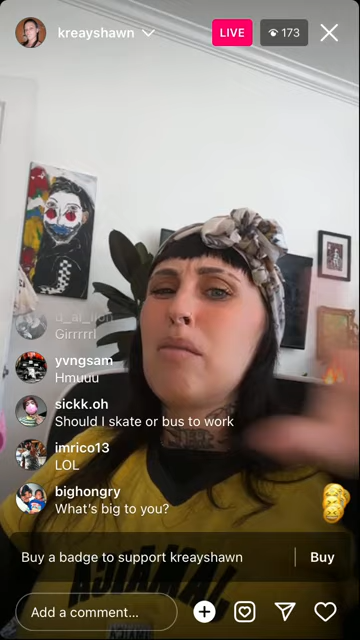 kreayshawn
LIVE
173
Girrrrrl
yvngsam
Hmuuu
sickk.oh
Should I skate or bus to work
imrico13
LOL
bighongry
What's big to you?
Buy a badge to support kreayshawn
Buy
Add a comment...